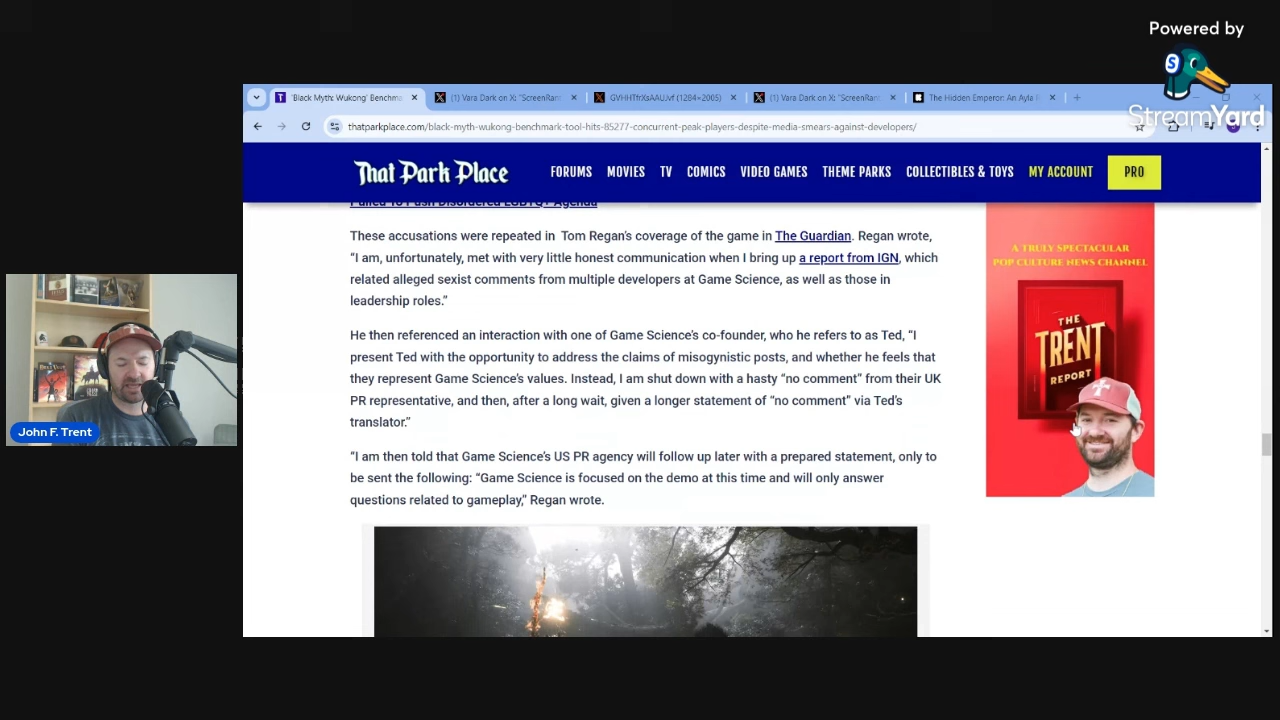 Powered by
StreamYard
'Black Myth: Wukong' Benchm
(1) Vara Dark on X: "ScreenRan
(1284×2005)
(1) Vara Dark on X: "ScreenRan
The Hidden Emperor: An Ayla R
thatparkplace.com/black-myth-wukong-benchmark-tool-hits-85277-concurrent-peak-players-despite-media-smears-against-developers/
That Park Place
FORUMS MOVIES TV COMICS VIDEO GAMES THEME PARKS COLLECTIBLES & TOYS MY ACCOUNT PRO
Failed To Push Disordered LGBTQ+ Agenda
These accusations were repeated in Tom Regan's coverage of the game in The Guardian. Regan wrote,
"I am, unfortunately, met with very little honest communication when I bring up a report from IGN, which
related alleged sexist comments from multiple developers at Game Science, as well as those in
leadership roles."
He then referenced an interaction with one of Game Science's co-founder, who he refers to as Ted, "I
present Ted with the opportunity to address the claims of misogynistic posts, and whether he feels that
they represent Game Science's values. Instead, I am shut down with a hasty "no comment" from their UK
PR representative, and then, after a long wait, given a longer statement of "no comment" via Ted's
translator."
"I am then told that Game Science's US PR agency will follow up later with a prepared statement, only to
be sent the following: "Game Science is focused on the demo at this time and will only answer
questions related to gameplay," Regan wrote.
A TRULY SPECTACULAR
POP CULTURE NEWS CHANNEL
THE
TRENT
REPORT
John F. Trent